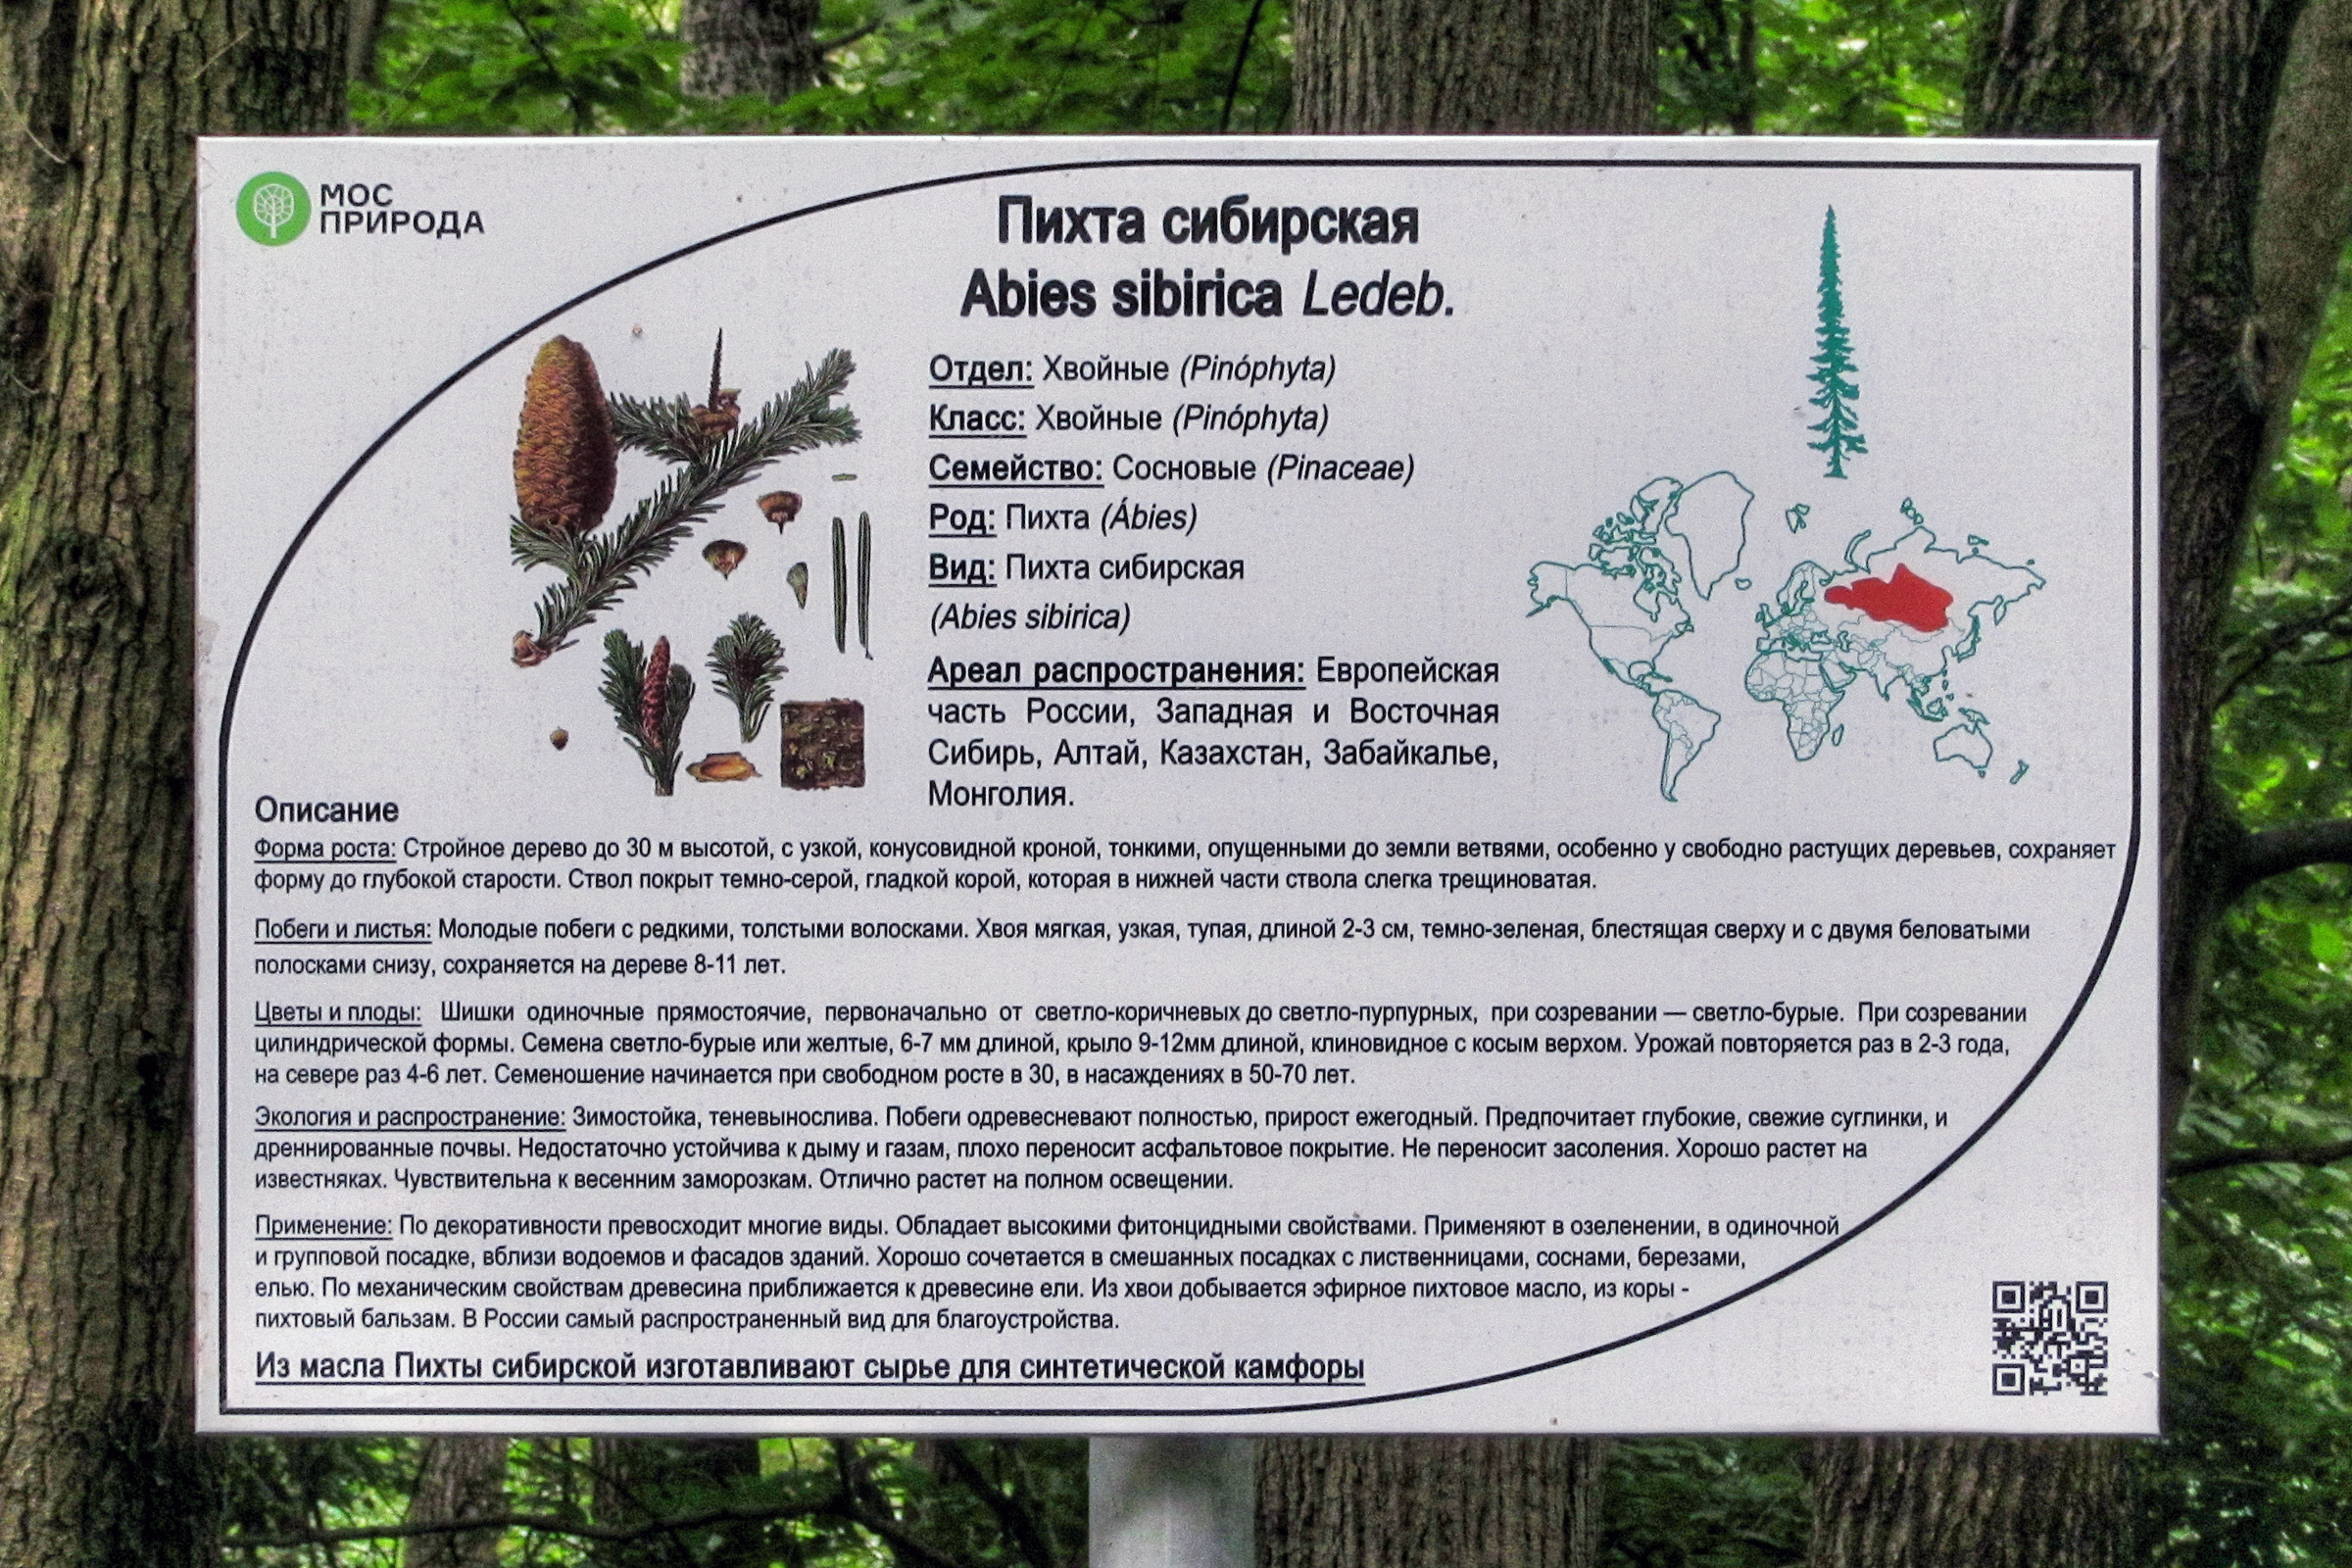 МОС
ПРИРОДА
Пихта сибирская
Abies sibirica Ledeb.
Отдел: Хвойные (Pinóphyta)
Класс: Хвойные (Pinóphyta)
Семейство: Сосновые (Pinaceae)
Род: Пихта (Ábies)
Вид: Пихта сибирская
(Abies sibirica)
Ареал распространения: Европейская
часть России, Западная и Восточная
Сибирь, Алтай, Казахстан, Забайкалье,
Монголия.
Описание
Форма роста: Стройное дерево до 30 м высотой, с узкой, конусовидной кроной, тонкими, опущенными до земли ветвями, особенно у свободно растущих деревьев, сохраняет
форму до глубокой старости. Ствол покрыт темно-серой, гладкой корой, которая в нижней части ствола слегка трещиноватая.
Побеги и листья: Молодые побеги с редкими, толстыми волосками. Хвоя мягкая, узкая, тупая, длиной 2-3 см, темно-зеленая, блестящая сверху и с двумя беловатыми
полосками снизу, сохраняется на дереве 8-11 лет.
Цветы и плоды: Шишки одиночные прямостоячие, первоначально от светло-коричневых до светло-пурпурных, при созревании — светло-бурые. При созревании
цилиндрической формы. Семена светло-бурые или желтые, 6-7 мм длиной, крыло 9-12мм длиной, клиновидное с косым верхом. Урожай повторяется раз в 2-3 года,
на севере раз 4-6 лет. Семеношение начинается при свободном росте в 30, в насаждениях в 50-70 лет.
Экология и распространение: Зимостойка, теневынослива. Побеги одревесневают полностью, прирост ежегодный. Предпочитает глубокие, свежие суглинки, и
дреннированные почвы. Недостаточно устойчива к дыму и газам, плохо переносит асфальтовое покрытие. Не переносит засоления. Хорошо растет на
известняках. Чувствительна к весенним заморозкам. Отлично растет на полном освещении.
Применение: По декоративности превосходит многие виды. Обладает высокими фитонцидными свойствами. Применяют в озеленении, в одиночной
и групповой посадке, вблизи водоемов и фасадов зданий. Хорошо сочетается в смешанных посадках с лиственницами, соснами, березами,
елью. По механическим свойствам древесина приближается к древесине ели. Из хвои добывается эфирное пихтовое масло, из коры -
пихтовый бальзам. В России самый распространенный вид для благоустройства.
Из масла Пихты сибирской изготавливают сырье для синтетической камфоры